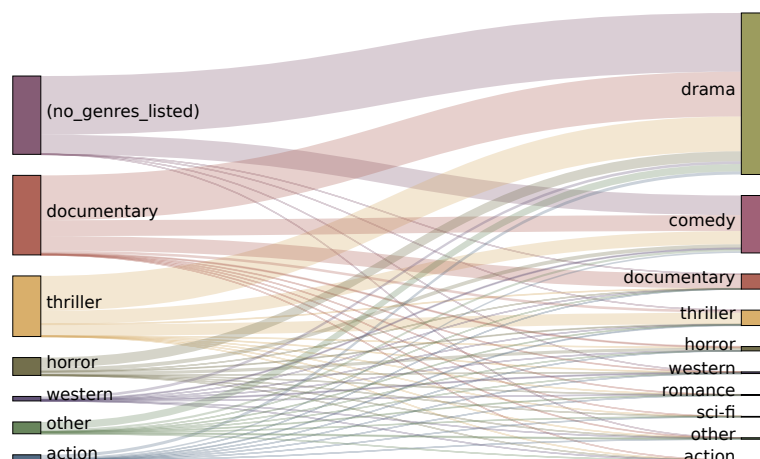 (no_genres_listed)
documentary
thriller
horror
western
other
action
drama
comedy
documentary
thriller
horror
western
romance
sci-fi
other
action